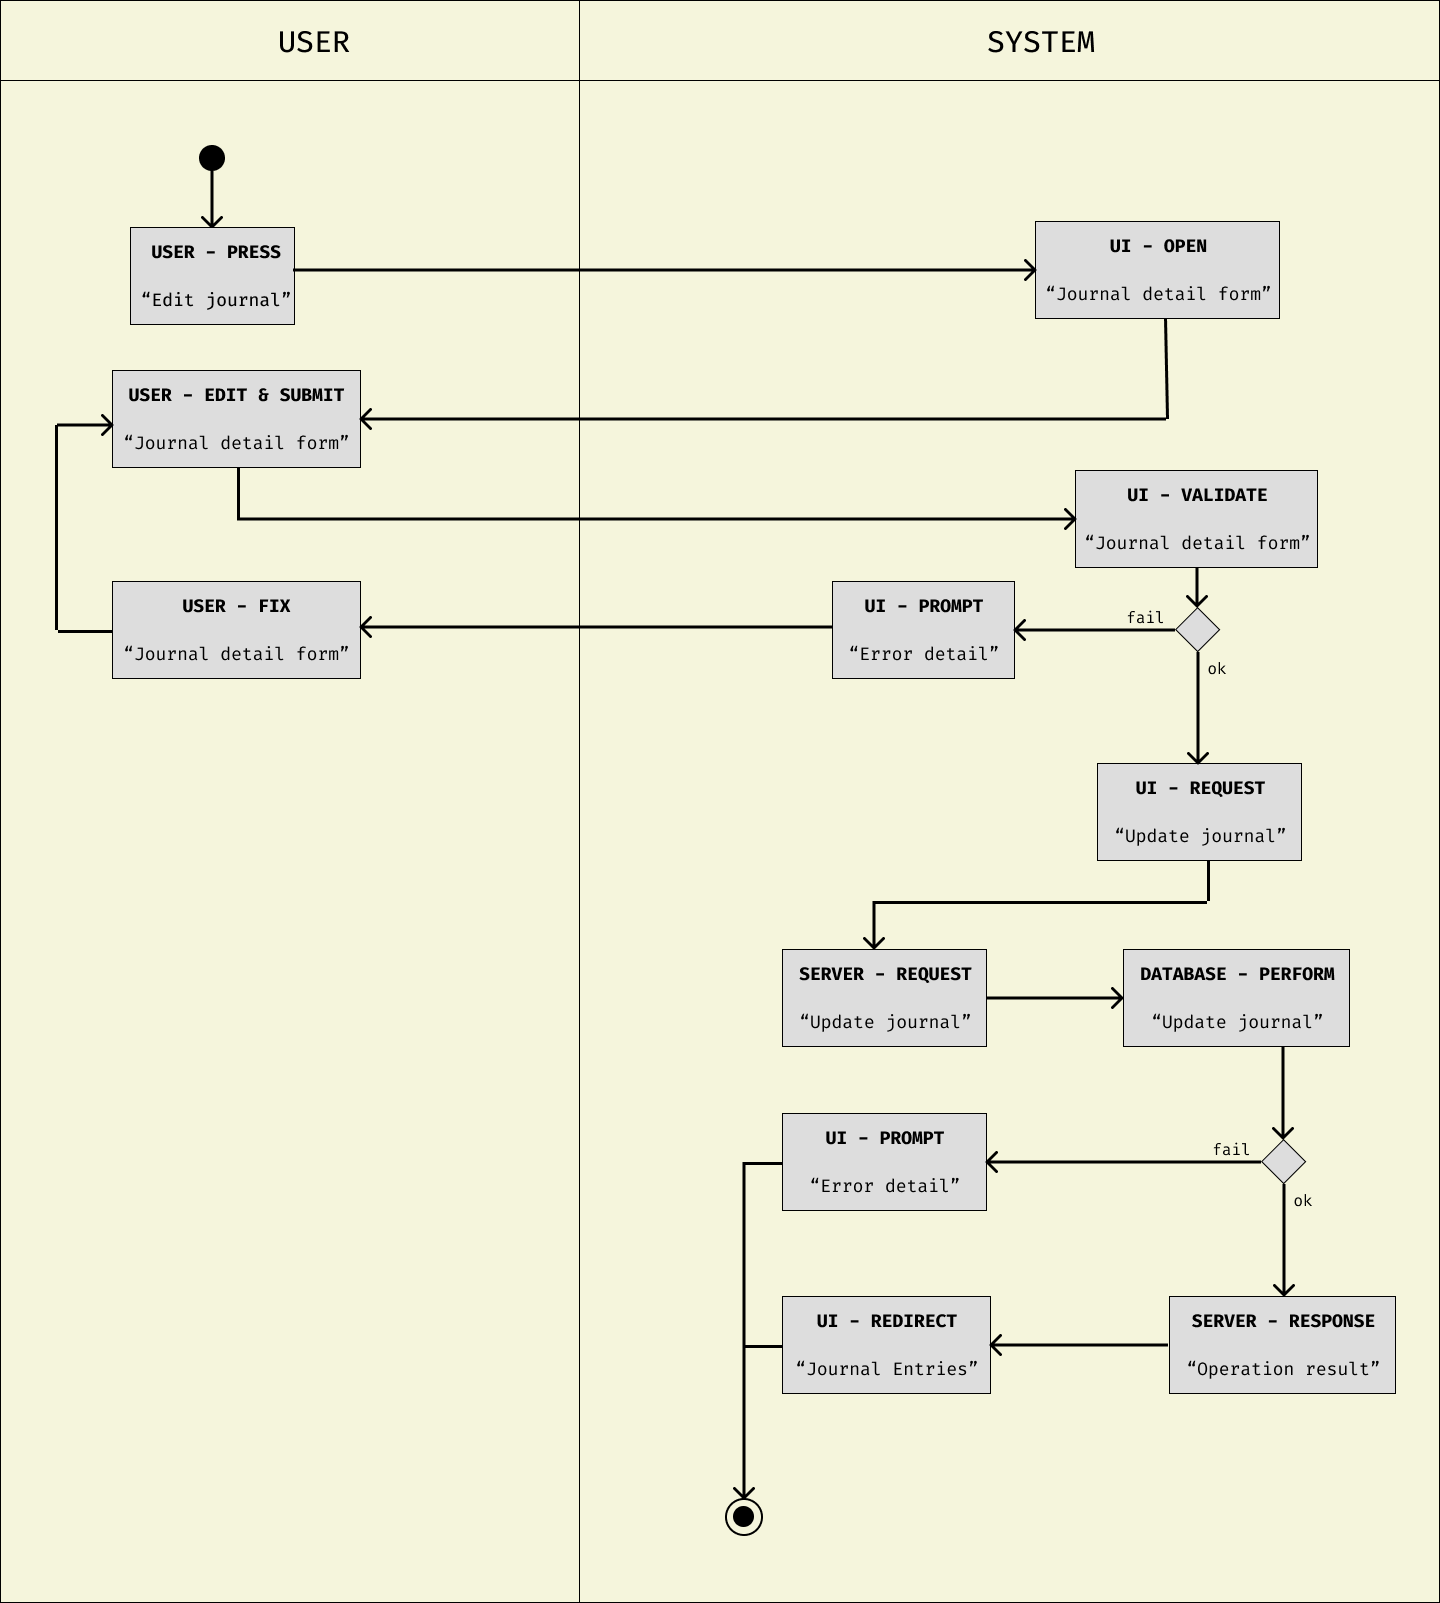 USER
SYSTEM
USER – PRESS
“Edit journal”
UI – OPEN
“Journal detail form”
USER – EDIT & SUBMIT
“Journal detail form”
UI – VALIDATE
“Journal detail form”
USER – FIX
“Journal detail form”
UI – PROMPT
“Error detail”
fail
ok
UI – REQUEST
“Update journal”
SERVER – REQUEST
“Update journal”
DATABASE – PERFORM
“Update journal”
UI – PROMPT
“Error detail”
fail
ok
UI – REDIRECT
“Journal Entries”
SERVER – RESPONSE
“Operation result”